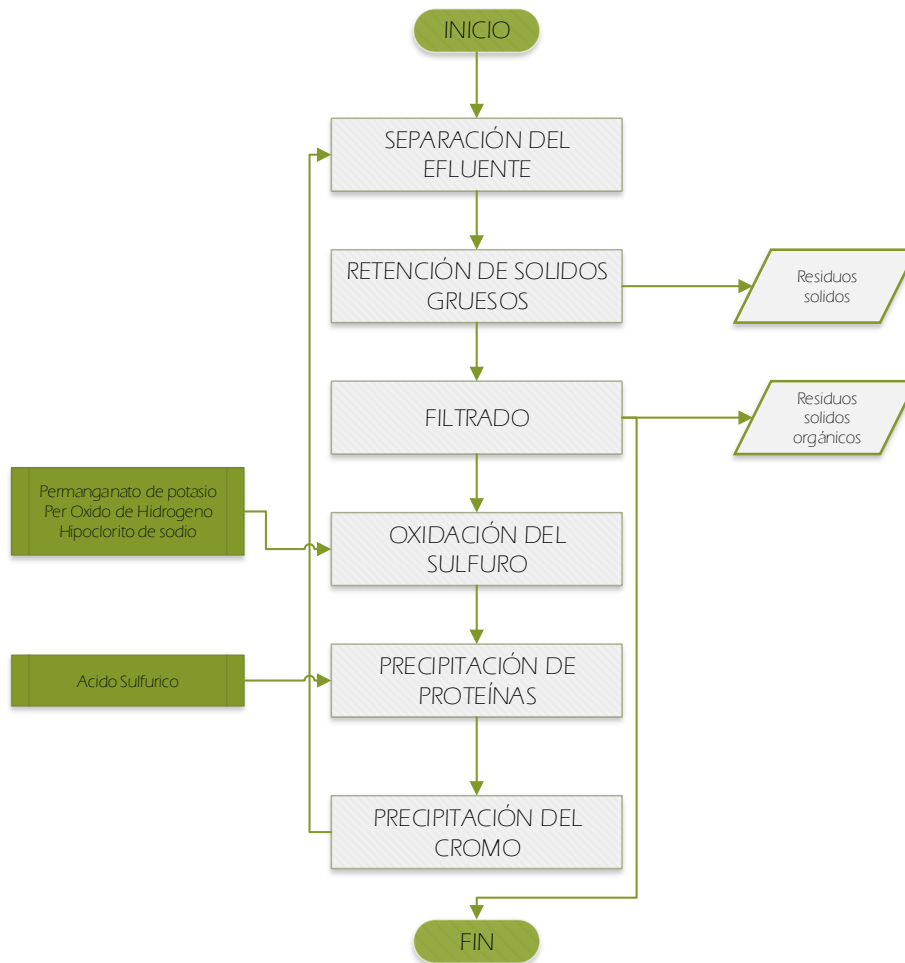 INICIO
SEPARACIÓN DEL
EFLUENTE
RETENCIÓN DE SOLIDOS
GRUESOS
Residuos
solidos
FILTRADO
Residuos
solidos
orgánicos
Permanganato de potasio
Per Oxido de Hidrogeno
Hipoclorito de sodio
OXIDACIÓN DEL
SULFURO
Acido Sulfurico
PRECIPITACIÓN DE
PROTEÍNAS
PRECIPITACIÓN DEL
CROMO
FIN